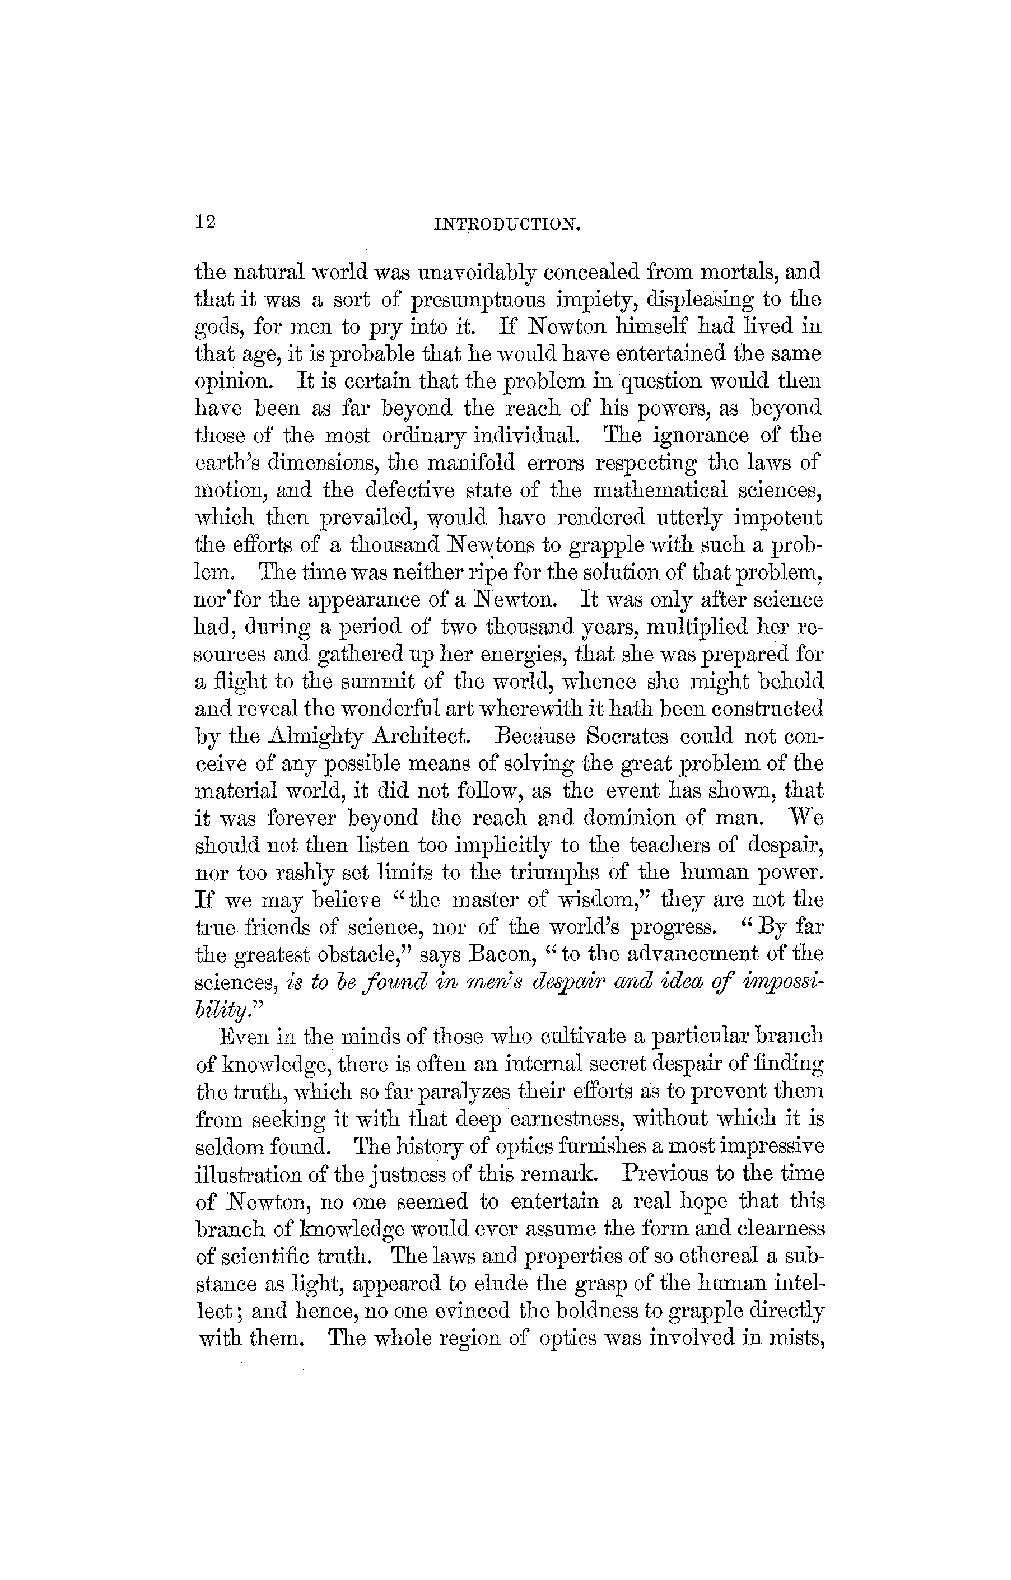 12 INTRODUCTION.
the natural world was unavoidably concealed from mortals, and
that it was a sort of presumptuous impiety, displeasing to the
gods, for men to pry into it. If Newton himself had lived in
that age, it is probable that he would have entertained the same
opinion. It is certain that the problem in question would then
have been as far beyond the reach of his powers, as beyond
those of the most ordinary individual. The ignorance of the
earth's dimensions, the manifold errors respecting the laws of
motion, and the defective state of the mathematical sciences,
which then prevailed, would have rendered utterly impotent
the efforts of a thousand Newtons to grapple with such a prob-
lem. The time was neither ripe for the solution of that problem,
nor for the appearance of a Newton. It was only after science
had, during a period of two thousand years, multiplied her re-
sources and gathered up her energies, that she was prepared for
a flight to the summit of the world, whence she might behold
and reveal the wonderful art wherewith it hath been constructed
by the Almighty Architect. Because Socrates could not con-
ceive of any possible means of solving the great problem of the
material world, it did not follow, as the event has shown, that
it was forever beyond the reach and dominion of man. We
should not then listen too implicitly to the teachers of despair,
nor too rashly set limits to the triumphs of the human power.
If we may believe "the master of wisdom," they are not the
true friends of science, nor of the world's progress. "By far
the greatest obstacle," says Bacon, "to the advancement of the
sciences, is to be found in men's despair and idea of impossi-
bility."
Even in the minds of those who cultivate a particular branch
of knowledge, there is often an internal secret despair of finding
the truth, which so far paralyzes their efforts as to prevent them
from seeking it with that deep earnestness, without which it is
seldom found. The history of optics furnishes a most impressive
illustration of the justness of this remark. Previous to the time
of Newton, no one seemed to entertain a real hope that this
branch of knowledge would ever assume the form and clearness
of scientific truth. The laws and properties of so ethereal a sub-
stance as light, appeared to elude the grasp of the human intel-
lect; and hence, no one evinced the boldness to grapple directly
with them. The whole region of optics was involved in mists,